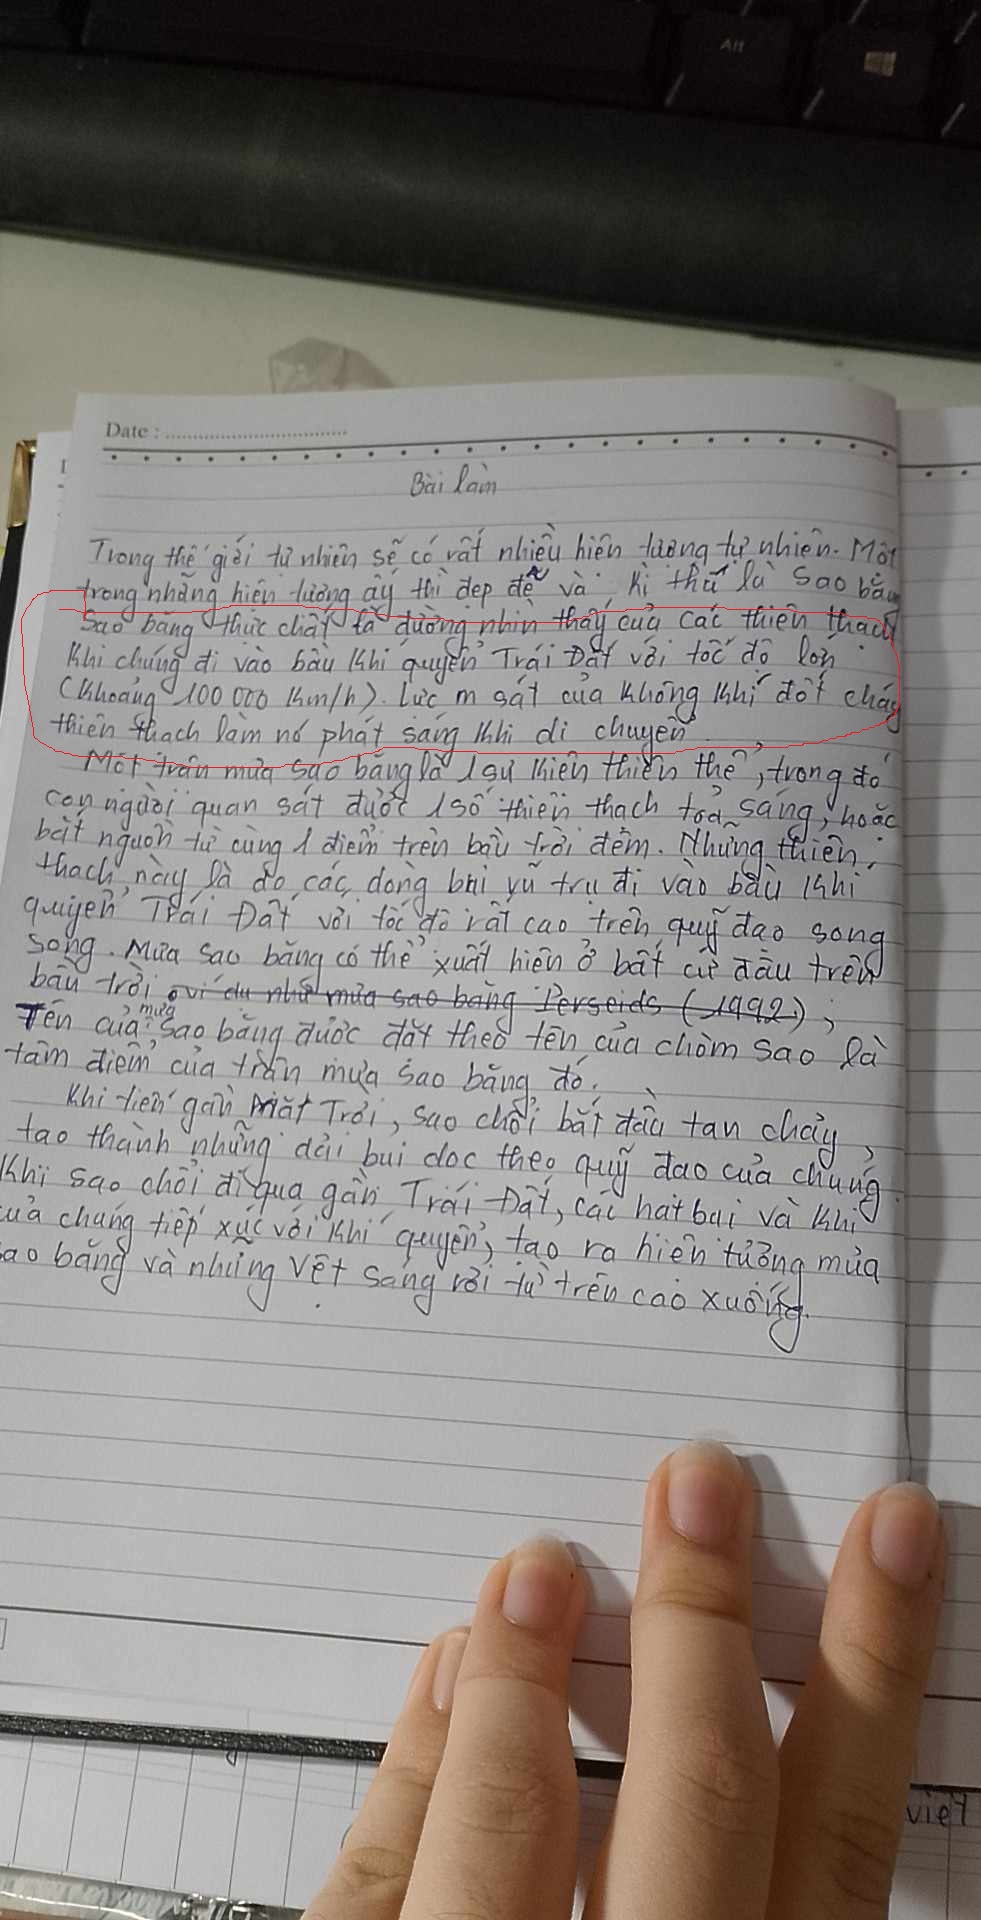 Alt
Date :
Bài làm
Trong thế giới tự nhiên sẽ có rất nhiều hiện tượng tự nhiên. Một
trong những hiện tượng ấy thì đẹp đẽ và kì thú là sao băng
Sao băng thực chất là đường nhìn thấy của các thiên thạch
khi chúng đi vào bầu khí quyển Trái Đất với tốc độ lớn
(khoảng 100 000 km/h). Lực m sát của không khí đốt cháy
thiên thạch làm nó phát sáng khi di chuyển.
Một trận mưa sao băng là 1 sự kiện thiên thể, trong đó
con người quan sát được 1 số thiên thạch toả sáng, hoặc
bắt nguồn từ cùng 1 điểm trên bầu trời đêm. Những thiên
thạch này là do các dòng bụi vũ trụ đi vào bầu khí
quuyển Trái Đất với tốc độ rất cao trên quỹ đạo song
song. Mưa sao băng có thể xuất hiện ở bất cứ đâu trên
bầu trời, ví dụ như mưa sao băng Perseids (1992);
Tên của mưa sao băng được đặt theo tên của chòm sao là
tâm điểm của trận mưa sao băng đó.
Khi tiến gần Mặt Trời, sao chổi bắt đầu tan chảy,
tạo thành những dải bụi dọc theo quỹ đạo của chúng.
Khi sao chổi đi qua gần Trái Đất, các hạt bụi và khí
của chúng tiếp xúc với khí quyển, tạo ra hiện tượng mưa
sao băng và những vệt sáng rơi từ trên cao xuống.
việt